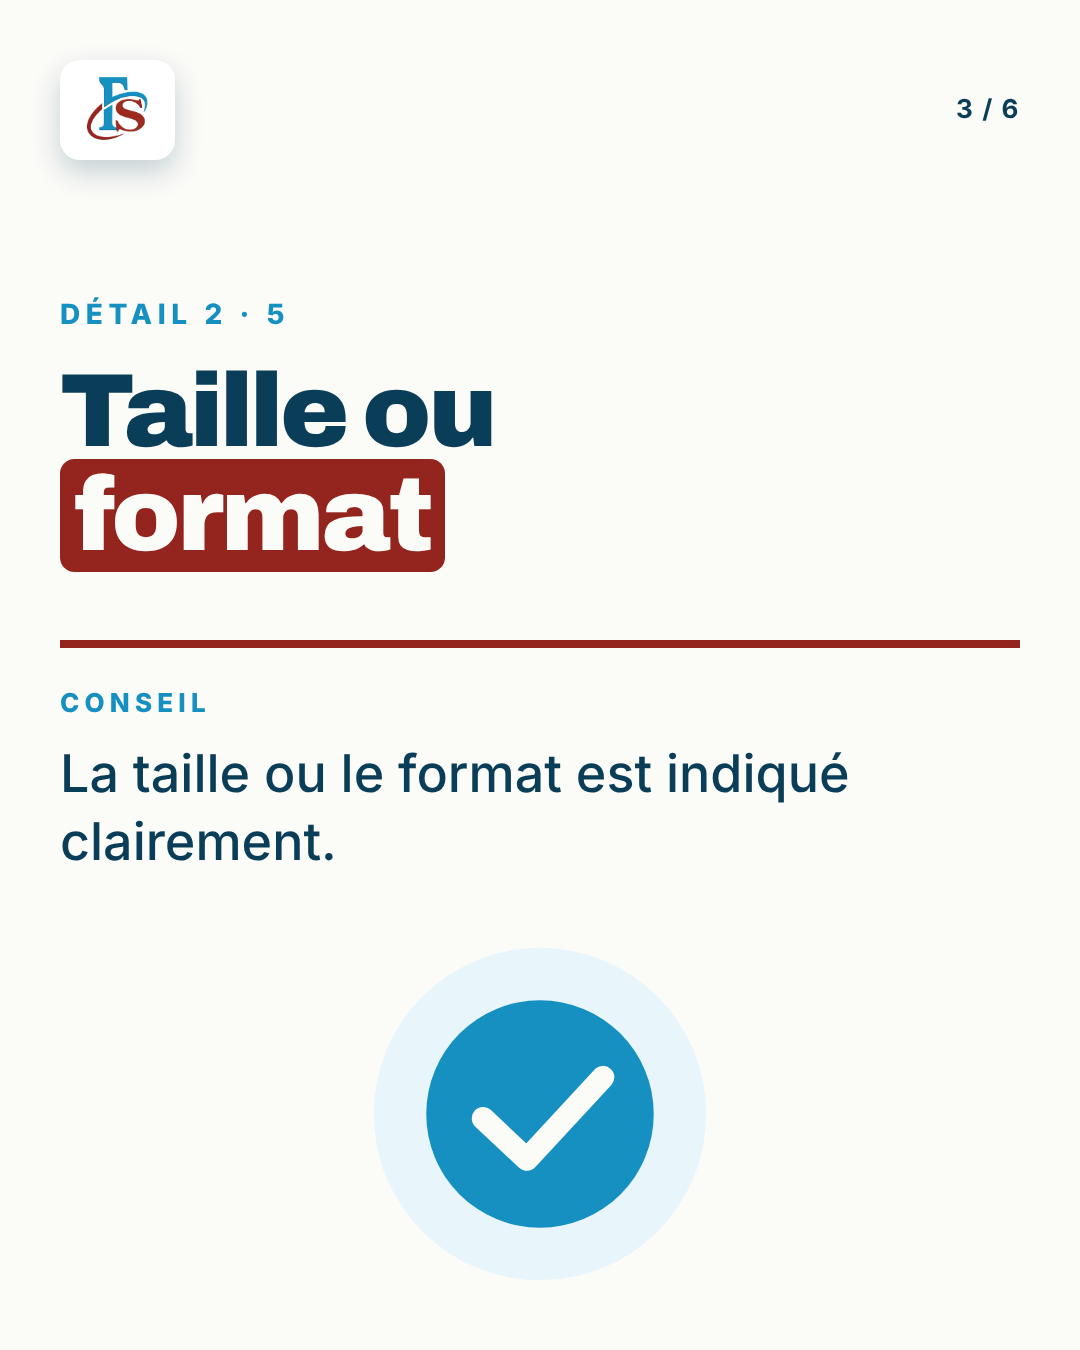 FS
3 / 6
DÉTAIL 2 · 5
Taille ou
format
CONSEIL
La taille ou le format est indiqué
clairement.